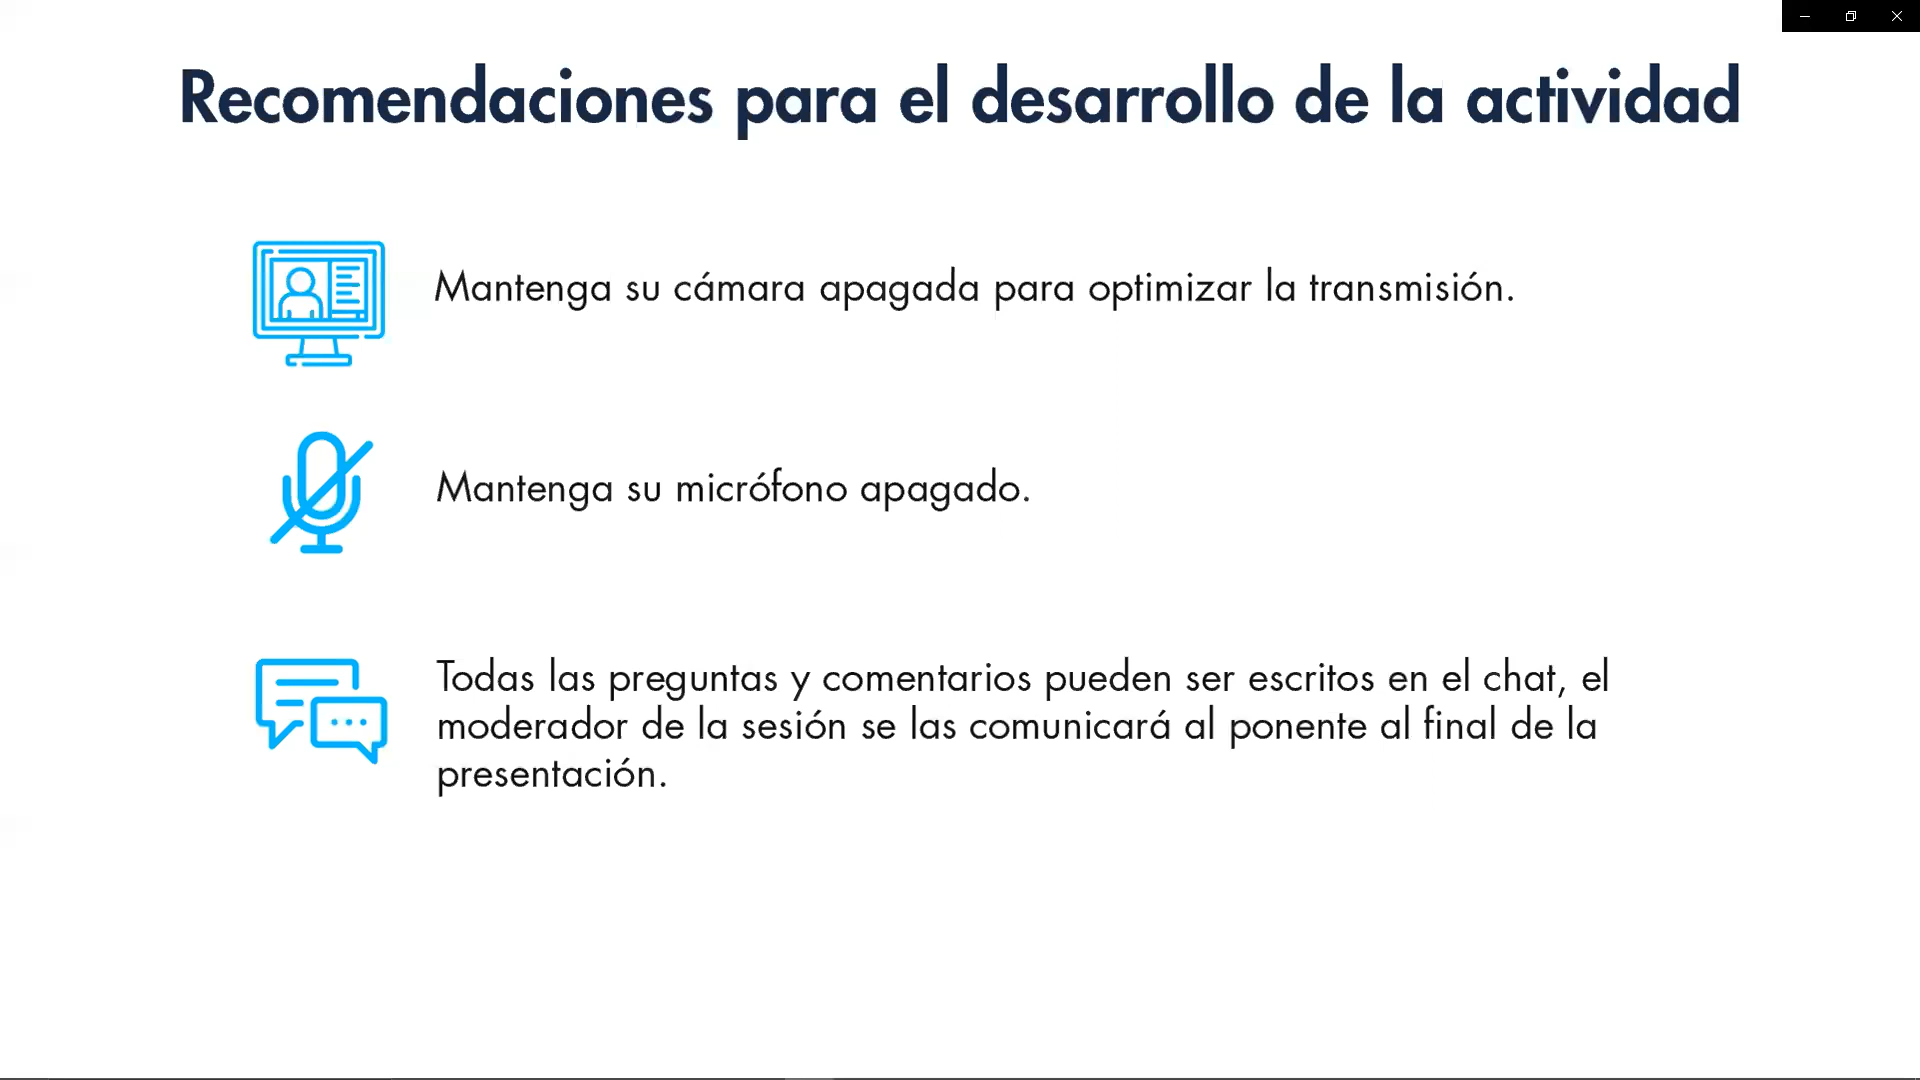 Recomendaciones para el desarrollo de la actividad
Mantenga su cámara apagada para optimizar la transmisión.
Mantenga su micrófono apagado.
Todas las preguntas y comentarios pueden ser escritos en el chat, el
moderador de la sesión se las comunicará al ponente al final de la
presentación.